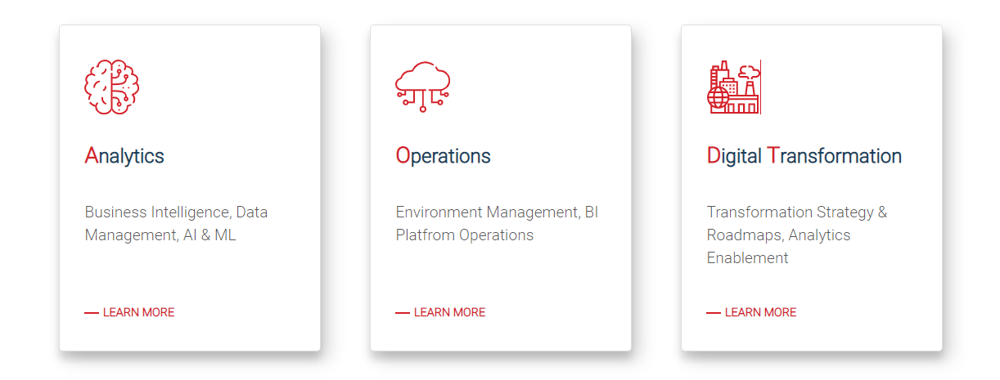 Analytics
Business Intelligence, Data
Management, AI & ML
LEARN MORE
Operations
Environment Management, BI
Platfrom Operations
LEARN MORE
Digital Transformation
Transformation Strategy &
Roadmaps, Analytics
Enablement
LEARN MORE